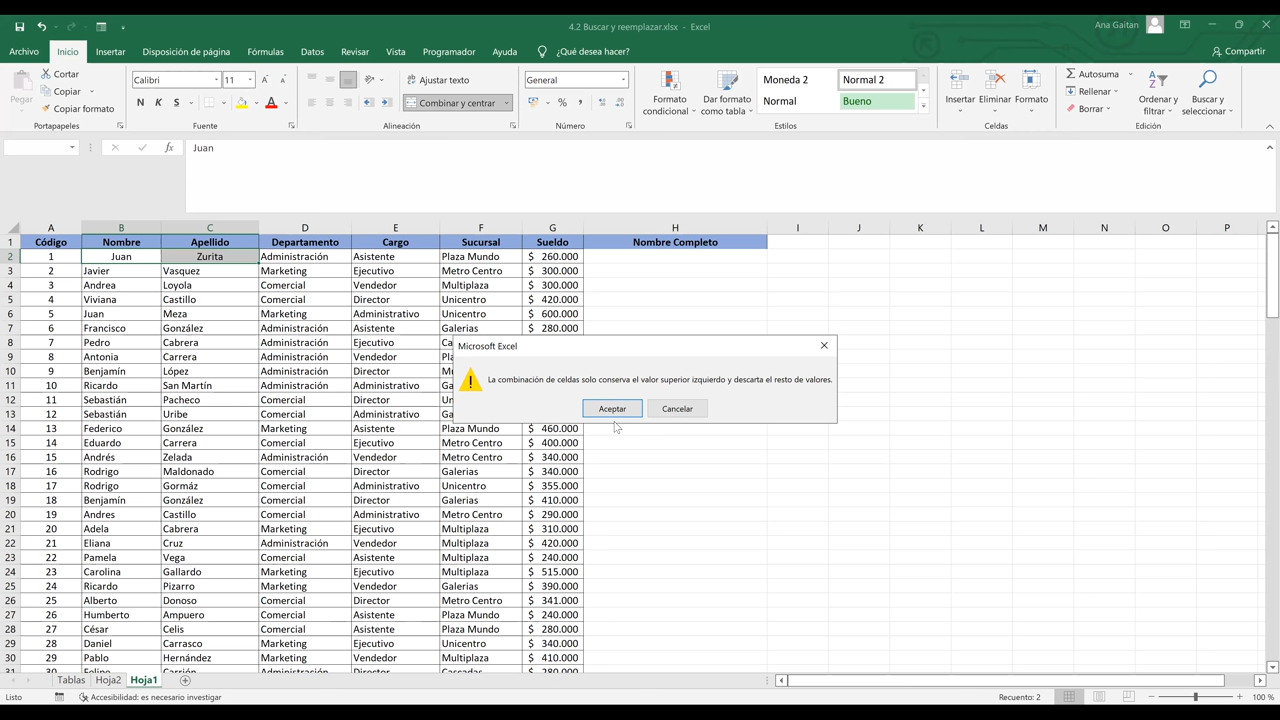 4.2 Buscar y reemplazar.xlsx - Excel
Ana Gaitan
Archivo Inicio Insertar Disposición de página Fórmulas Datos Revisar Vista Programador Ayuda ¿Qué desea hacer? Compartir
Pegar
Cortar
Copiar
Copiar formato
Portapapeles
Calibri 11
N K S
Fuente
Ajustar texto
Combinar y centrar
Alineación
General
Número
Formato condicional
Dar formato como tabla
Moneda 2 Normal 2
Normal Bueno
Estilos
Insertar Eliminar Formato
Celdas
Autosuma
Rellenar
Borrar
Ordenar y filtrar
Buscar y seleccionar
Edición
fx Juan
A B C D E F G H I J K L M N O P
1 Código Nombre Apellido Departamento Cargo Sucursal Sueldo Nombre Completo
2 1 Juan Zurita Administración Asistente Plaza Mundo $ 260.000
3 2 Javier Vasquez Marketing Ejecutivo Metro Centro $ 300.000
4 3 Andrea Loyola Comercial Vendedor Multiplaza $ 300.000
5 4 Viviana Castillo Comercial Director Unicentro $ 420.000
6 5 Juan Meza Marketing Administrativo Unicentro $ 600.000
7 6 Francisco González Administración Asistente Galerias $ 280.000
8 7 Pedro Cabrera Administración Ejecutivo
9 8 Antonia Carrera Administración Vendedor
10 9 Benjamín López Administración Director
11 10 Ricardo San Martín Administración Asistente
12 11 Sebastián Pacheco Comercial Director
13 12 Sebastián Uribe Comercial Administrativo
14 13 Federico González Marketing Asistente Plaza Mundo $ 460.000
15 14 Eduardo Carrera Comercial Ejecutivo Metro Centro $ 400.000
16 15 Andrés Zelada Administración Vendedor Metro Centro $ 340.000
17 16 Rodrigo Maldonado Comercial Director Galerias $ 340.000
18 17 Rodrigo Gormáz Comercial Administrativo Unicentro $ 355.000
19 18 Benjamín González Comercial Director Galerias $ 410.000
20 19 Andres Castillo Comercial Administrativo Metro Centro $ 290.000
21 20 Adela Cabrera Marketing Ejecutivo Multiplaza $ 310.000
22 21 Eliana Cruz Administración Vendedor Multiplaza $ 420.000
23 22 Pamela Vega Comercial Asistente Multiplaza $ 240.000
24 23 Carolina Gallardo Marketing Ejecutivo Multiplaza $ 515.000
25 24 Ricardo Pizarro Marketing Vendedor Galerias $ 390.000
26 25 Alberto Donoso Comercial Director Metro Centro $ 341.000
27 26 Humberto Ampuero Comercial Asistente Plaza Mundo $ 240.000
28 27 César Celis Comercial Asistente Plaza Mundo $ 280.000
29 28 Daniel Carrasco Marketing Ejecutivo Unicentro $ 340.000
30 29 Pablo Hernández Marketing Vendedor Multiplaza $ 410.000
31 30 Felipe Carrión Administración Director Cascadas $ 280.000
Microsoft Excel
La combinación de celdas solo conserva el valor superior izquierdo y descarta el resto de valores.
Aceptar Cancelar
Tablas Hoja2 Hoja1
Listo Accesibilidad: es necesario investigar Recuento: 2 100 %